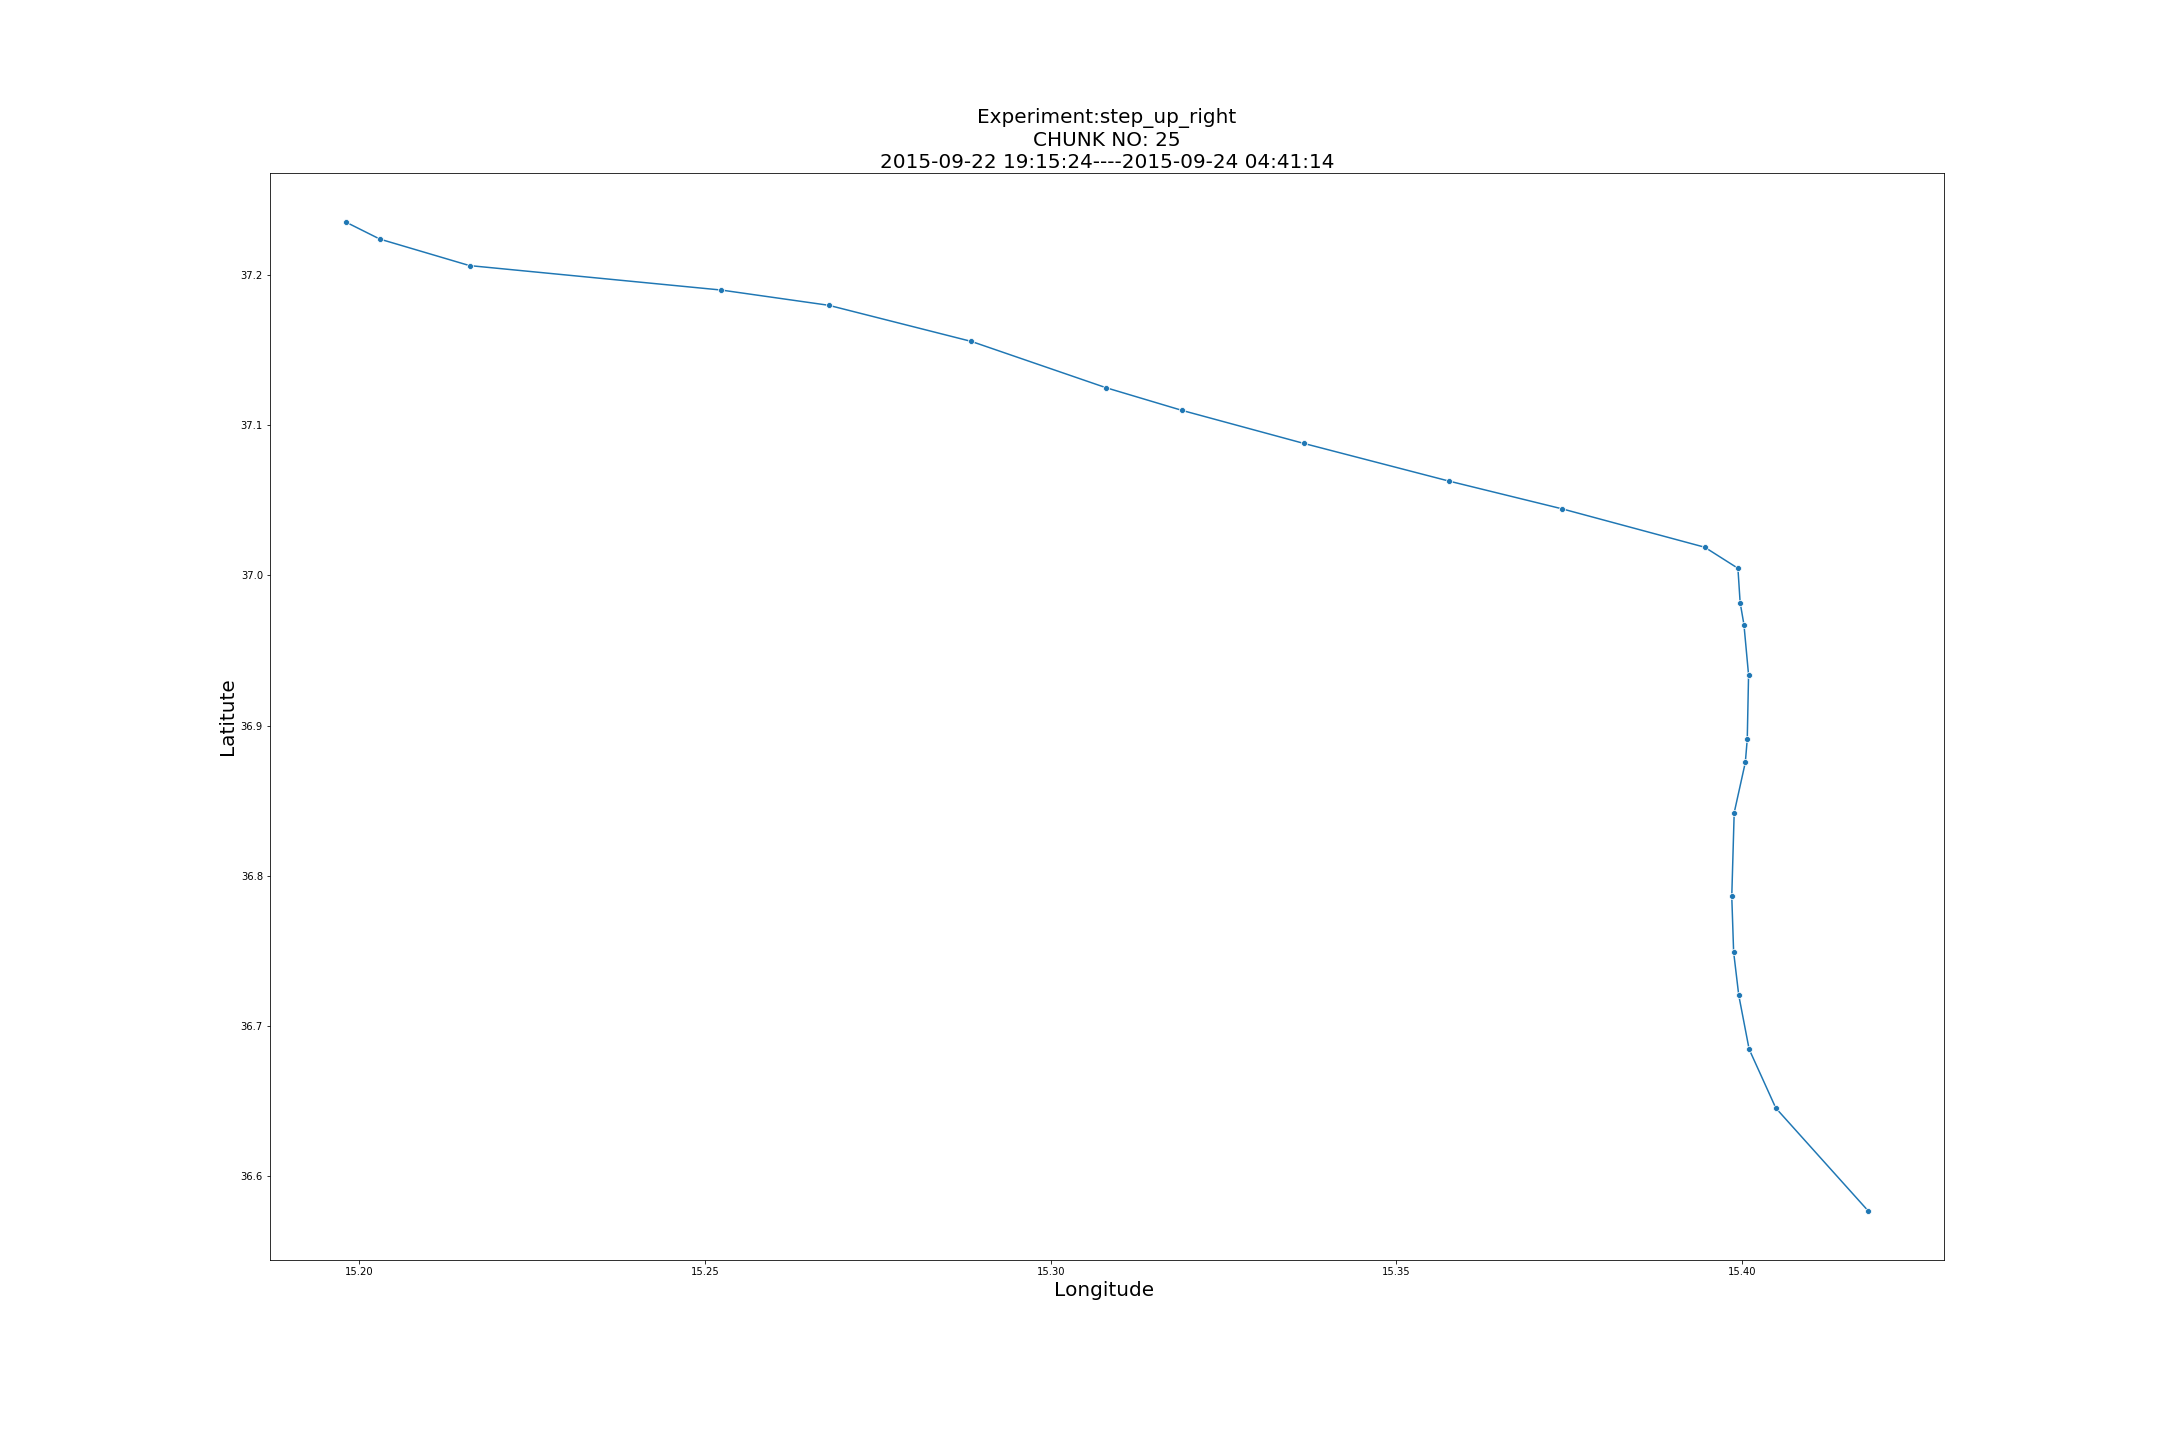 Experiment:step_up_right
CHUNK NO: 25
2015-09-22 19:15:24----2015-09-24 04:41:14
37.2
37.1
37.0
36.9
36.8
36.7
36.6
Latitute
15.20 15.25 15.30 15.35 15.40
Longitude